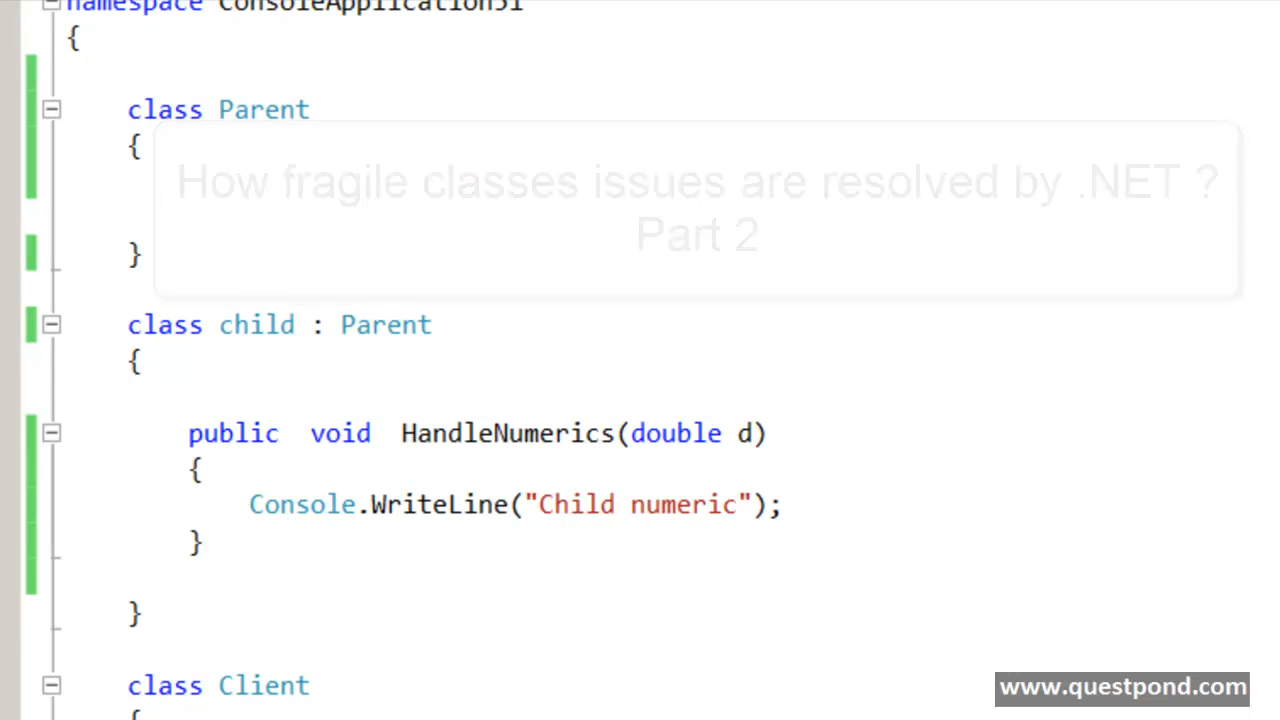 namespace ConsoleApplication51
{
class Parent
{
How fragile classes issues are resolved by .NET ?
Part 2
}
class child : Parent
{
public void HandleNumerics(double d)
{
Console.WriteLine("Child numeric");
}
}
class Client
{
www.questpond.com